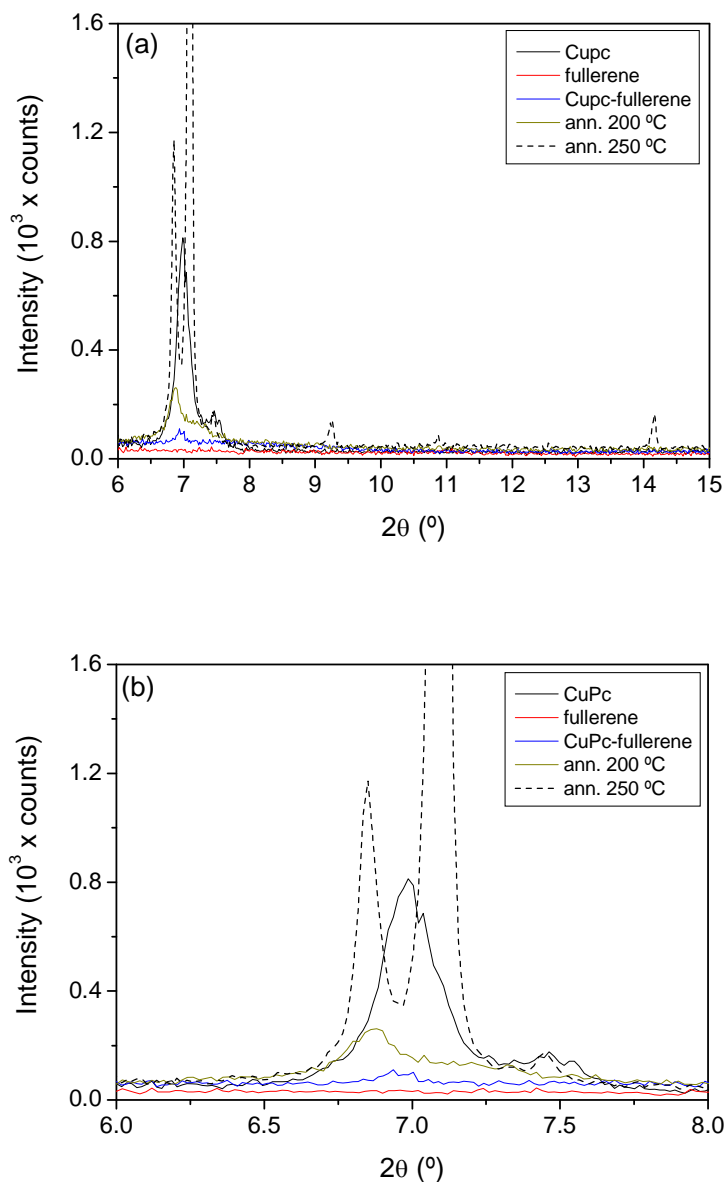 (a)
Cupc
fullerene
Cupc-fullerene
ann. 200 ºC
ann. 250 ºC
1.6
1.2
0.8
0.4
0.0
Intensity (10³ x counts)
6 7 8 9 10 11 12 13 14 15
2θ (º)
(b)
CuPc
fullerene
CuPc-fullerene
ann. 200 ºC
ann. 250 ºC
1.6
1.2
0.8
0.4
0.0
Intensity (10³ x counts)
6.0 6.5 7.0 7.5 8.0
2θ (º)